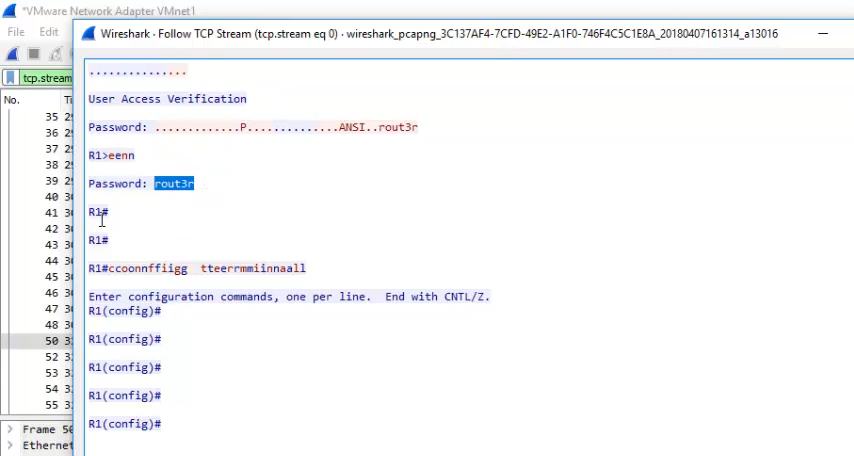 *VMware Network Adapter VMnet1
File Edit
Wireshark · Follow TCP Stream (tcp.stream eq 0) · wireshark_pcapng_3C137AF4-7CFD-49E2-A1F0-746F4C5C1E8A_20180407161314_a13016
tcp.stream
No.
35
36
37
38
39
40
41
42
43
44
45
46
47
48
50
52
53
54
55
Frame 50
Ethernet
...............
User Access Verification
Password: .............P....…..........ANSI..rout3r
R1>eenn
Password: rout3r
R1#
R1#
R1#ccoonnffiigg  tteerrmmiinnaall
Enter configuration commands, one per line.  End with CNTL/Z.
R1(config)#
R1(config)#
R1(config)#
R1(config)#
R1(config)#